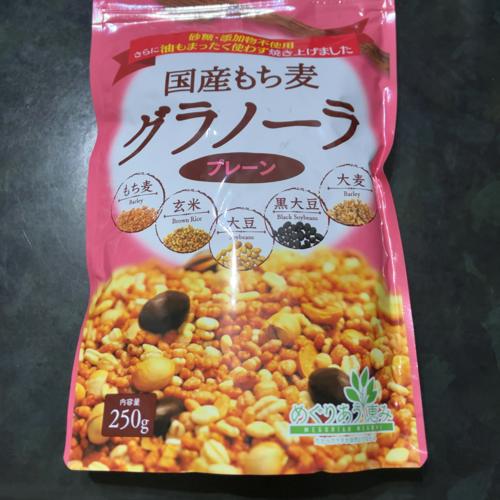 砂糖・添加物不使用
さらに油もまったく使わず焼き上げました
国産もち麦
グラノーラ
プレーン
もち麦
Barley
玄米
Brown Rice
大豆
Soybeans
黒大豆
Black Soybeans
大麦
Barley
内容量
250g
めぐりあう恵み